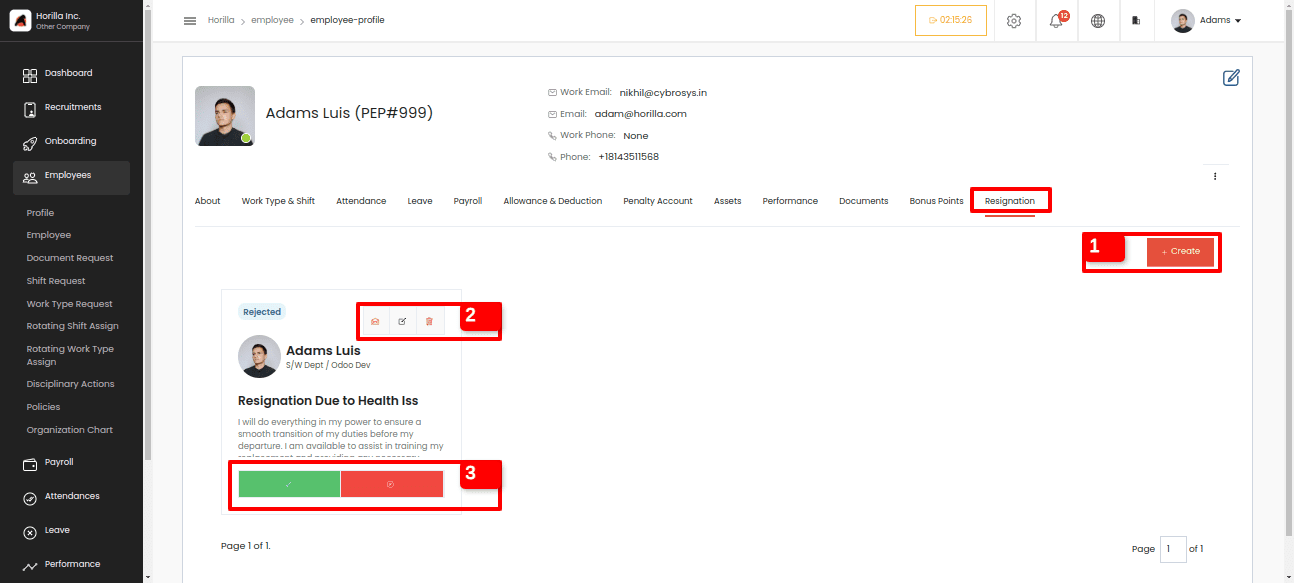 Horilla Inc.
Other Company
Horilla > employee > employee-profile
02:15:26
12
Adams
Dashboard
Recruitments
Onboarding
Employees
Profile
Employee
Document Request
Shift Request
Work Type Request
Rotating Shift Assign
Rotating Work Type
Assign
Disciplinary Actions
Policies
Organization Chart
Payroll
Attendances
Leave
Performance
Adams Luis (PEP#999)
Work Email: nikhil@cybrosys.in
Email: adam@horilla.com
Work Phone: None
Phone: +18143511568
About Work Type & Shift Attendance Leave Payroll Allowance & Deduction Penalty Account Assets Performance Documents Bonus Points Resignation
1 + Create
Rejected
2
Adams Luis
S/W Dept / Odoo Dev
Resignation Due to Health Iss
I will do everything in my power to ensure a
smooth transition of my duties before my
departure. I am available to assist in training my
replacement and providing any necessary
3
Page 1 of 1.
Page 1 of 1